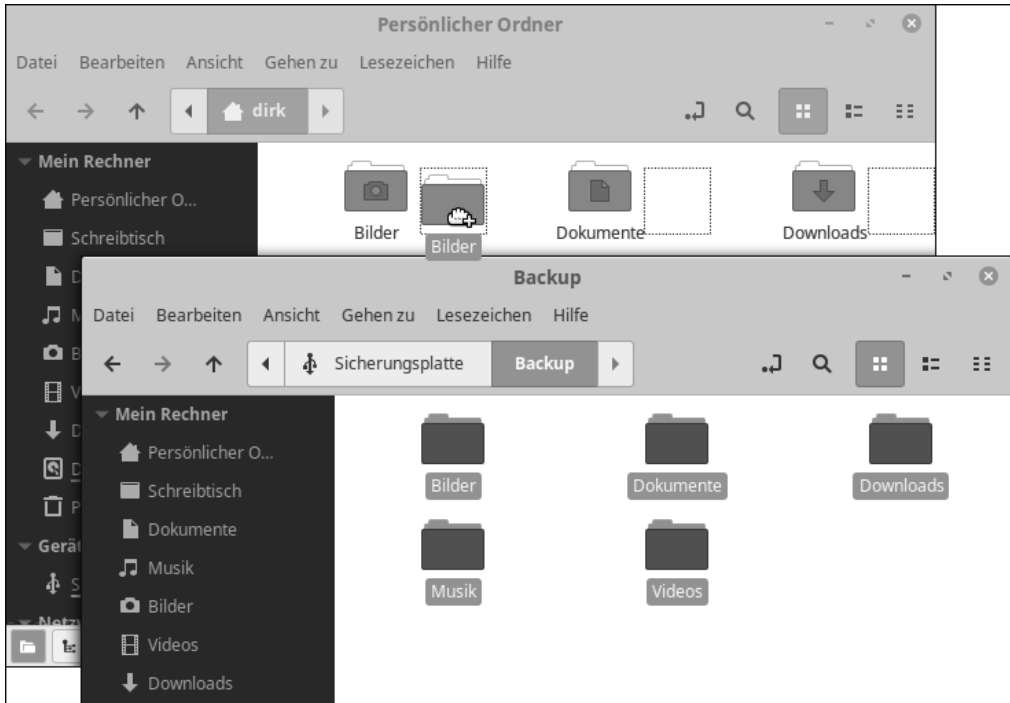 Persönlicher Ordner
Datei Bearbeiten Ansicht Gehen zu Lesezeichen Hilfe
dirk
Mein Rechner
Persönlicher O...
Schreibtisch
Bilder
Bilder
Dokumente
Downloads
Backup
Datei Bearbeiten Ansicht Gehen zu Lesezeichen Hilfe
Sicherungsplatte Backup
Mein Rechner
Persönlicher O...
Schreibtisch
Dokumente
Musik
Bilder
Videos
Downloads
Bilder Dokumente Downloads
Musik Videos